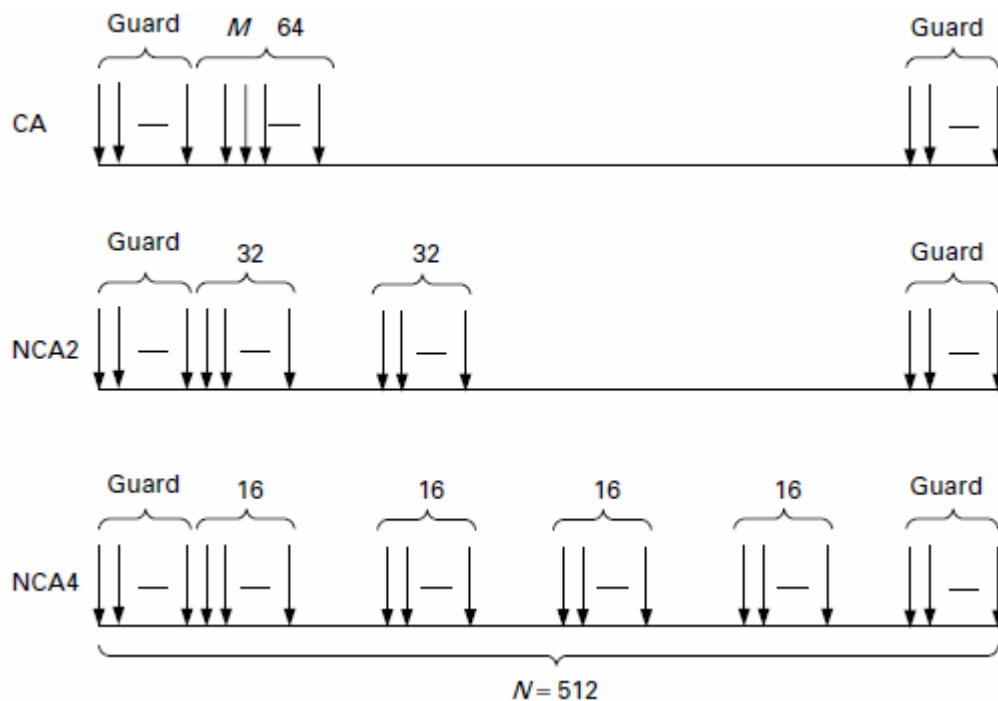 Guard M 64 Guard
CA
Guard 32 32 Guard
NCA2
Guard 16 16 16 16 Guard
NCA4
N = 512